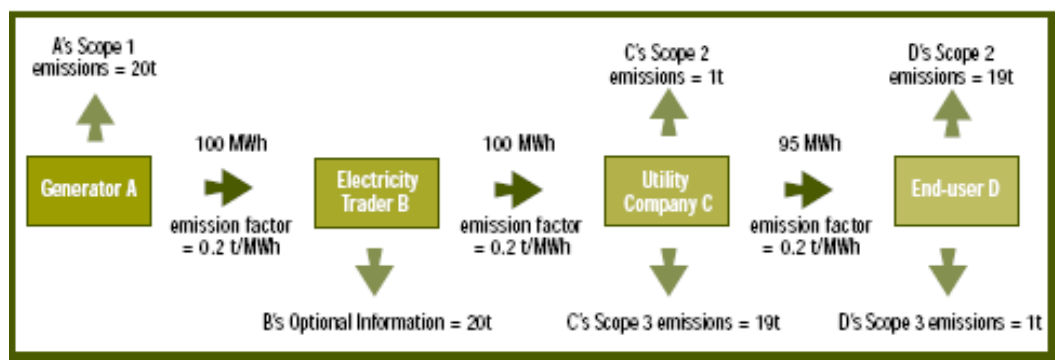 A's Scope 1
emissions = 20t
C's Scope 2
emissions = 1t
D's Scope 2
emissions = 19t
100 MWh
100 MWh
95 MWh
Generator A
Electricity
Trader B
Utility
Company C
End-user D
emission factor
= 0.2 t/MWh
emission factor
= 0.2 t/MWh
emission factor
= 0.2 t/MWh
B's Optional Information = 20t
C's Scope 3 emissions = 19t
D's Scope 3 emissions = 1t